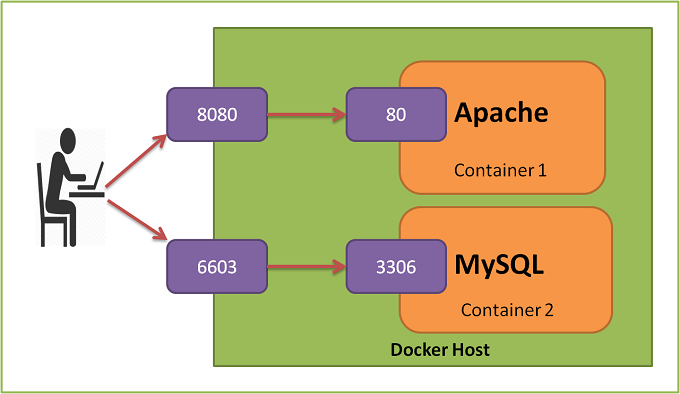 8080
80
Apache
Container 1
6603
3306
MySQL
Container 2
Docker Host